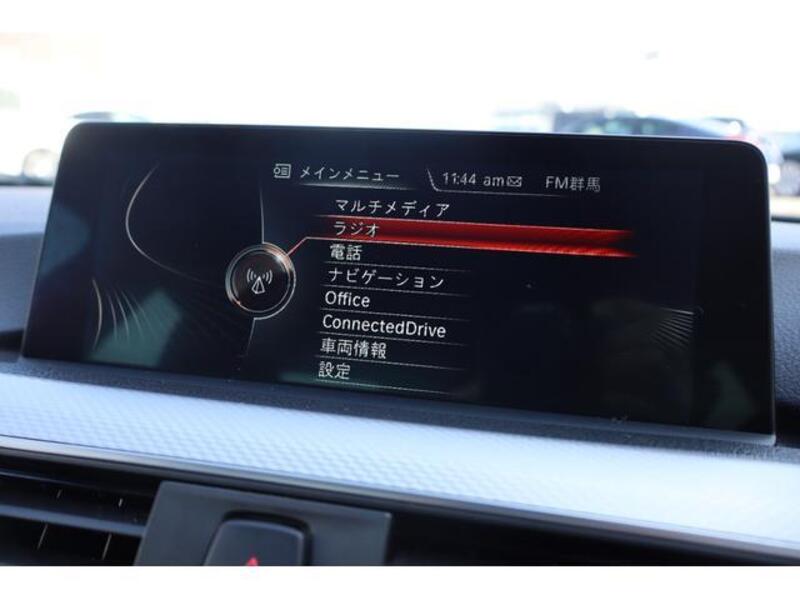 メインメニュー 11:44 am FM群馬
マルチメディア
ラジオ
電話
ナビゲーション
Office
ConnectedDrive
車両情報
設定